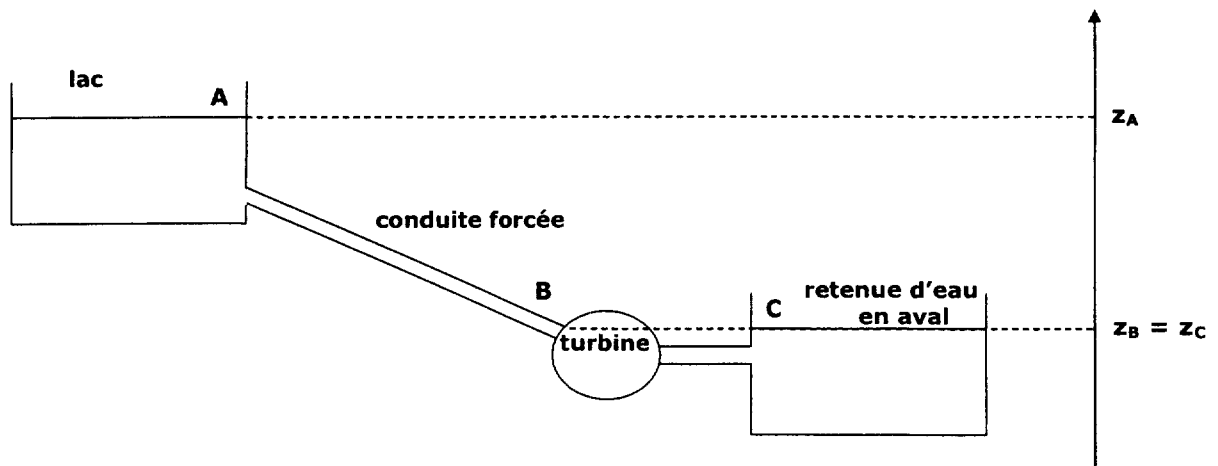 lac
A
z_A
conduite forcée
B
C
retenue d'eau
en aval
z_B = z_C
turbine